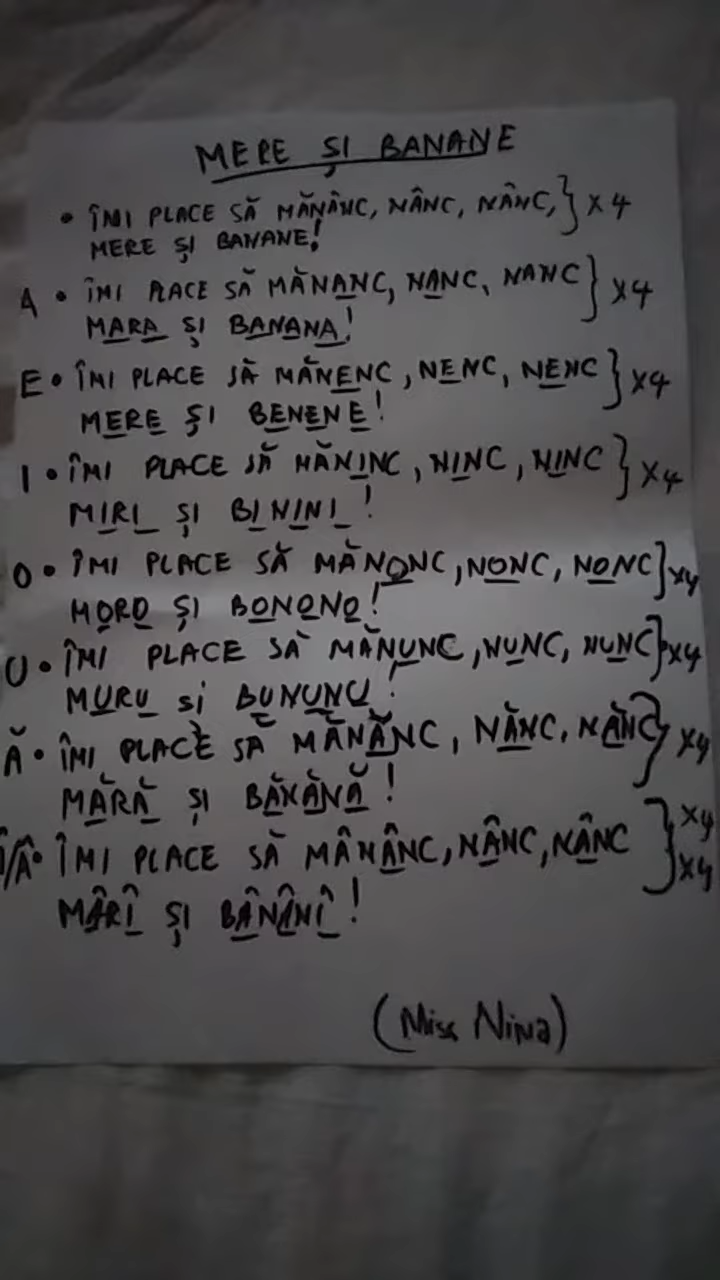 MERE ȘI BANANE
• ÎMI PLACE SĂ MĂNÂNC, NÂNC, NÂNC, } X 4
MERE ȘI BANANE!
A • ÎMI PLACE SĂ MĂNANC, NANC, NANC } X4
MARA ȘI BANANA!
E • ÎMI PLACE SĂ MĂNENC, NENC, NENC } X4
MERE ȘI BENENE!
I • ÎMI PLACE SĂ MĂNINC, NINC, NINC } X4
MIRI ȘI BININI!
O • ÎMI PLACE SĂ MĂNONC, NONC, NONC } X4
MORO ȘI BONONO!
U • ÎMI PLACE SĂ MĂNUNC, NUNC, NUNC } X4
MURU și BUNUNU!
Ă • ÎMI PLACE SĂ MĂNĂNC, NĂNC, NĂNC } X4
MĂRĂ ȘI BĂNĂNĂ!
Î/Â • ÎMI PLACE SĂ MÂNÂNC, NÂNC, NÂNC } X4
X4
MÂRÎ ȘI BÂNÂNÎ!
(Miss Nina)